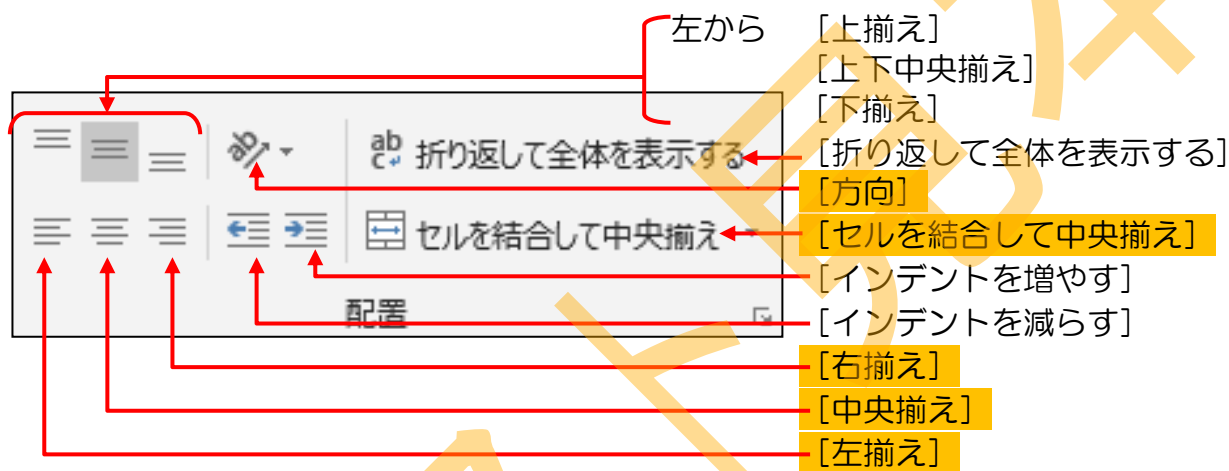 左から [上揃え]
[上下中央揃え]
[下揃え]
ab 折り返して全体を表示する
[折り返して全体を表示する]
[方向]
セルを結合して中央揃え
[セルを結合して中央揃え]
[インデントを増やす]
配置
[インデントを減らす]
[右揃え]
[中央揃え]
[左揃え]